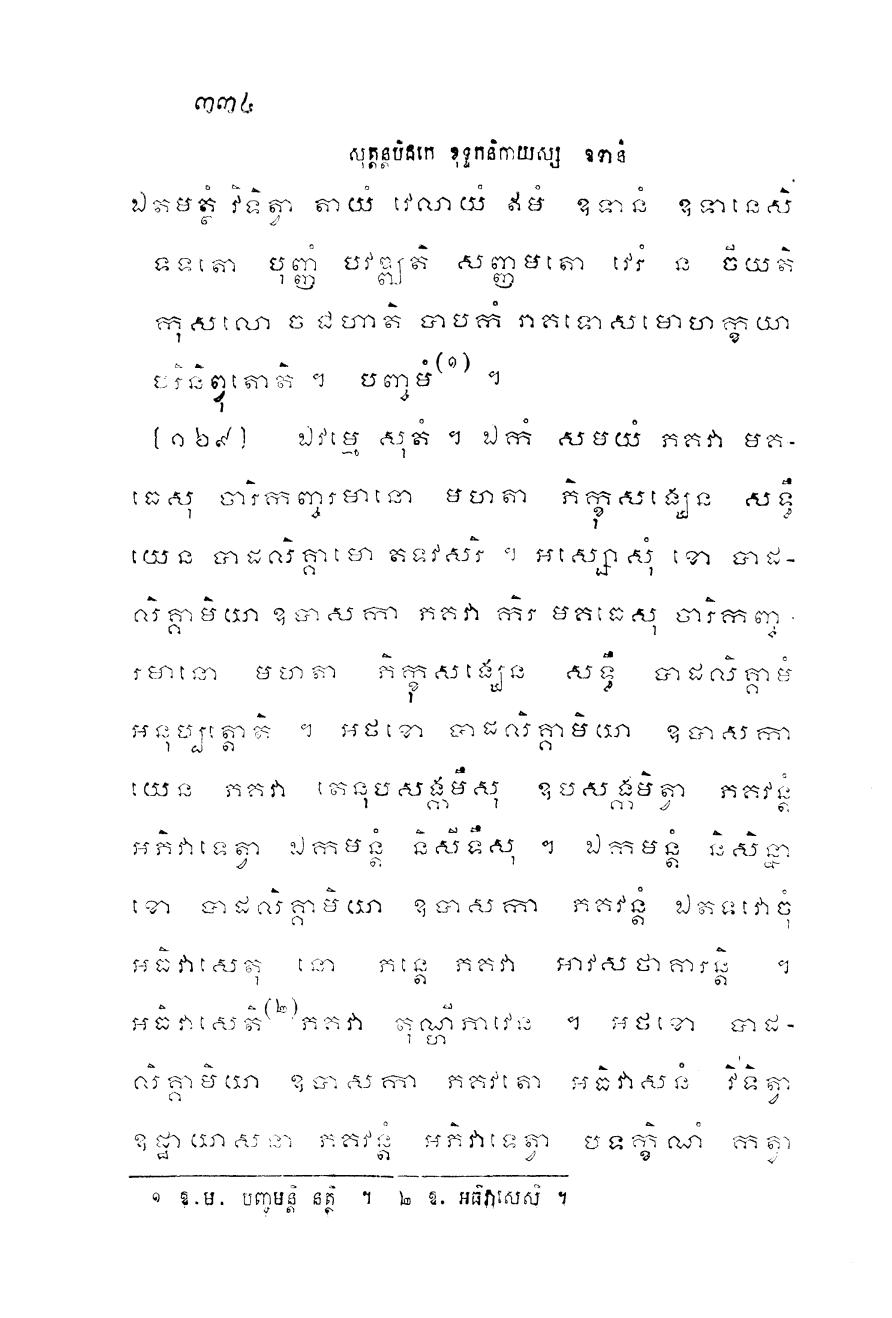 ៣៣៤
សុត្តន្តបិដកេ ខុទ្ទកនិកាយស្ស ឧទានំ
ឯតមត្ថំ វិទិត្វា តាយំ វេលាយំ ឥមំ ឧទានំ ឧទានេសិ
ទទតោ បុញ្ញំ បវឌ្ឍតិ សញ្ញមតោ វេរំ ន ចីយតិ
កុសលោ ច ជហាតិ បាបកំ រាគទោសមោហក្ខយា
បរិនិព្វុតោតិ ។ បញ្ចមំ(១) ។
[១៦៩] ឯវម្មេ សុតំ ។ ឯកំ សមយំ ភគវា មគ-
ធេសុ ចារិកញ្ចរមានោ មហតា ភិក្ខុសង្ឃេន សទ្ធឹ
យេន បាដលិគ្គាមោ តទវសរិ ។ អស្សោសុំ ខោ បាដ-
លិគ្គាមិយា ឧបាសកា ភគវា កិរ មគធេសុ ចារិកញ្ច-
រមានោ មហតា ភិក្ខុសង្ឃេន សទ្ធឹ បាដលិគ្គាមំ
អនុប្បត្តោតិ ។ អថខោ បាដលិគ្គាមិយា ឧបាសកា
យេន ភគវា តេនុបសង្កមឹសុ ឧបសង្កមិត្វា ភគវន្តំ
អភិវាទេត្វា ឯកមន្តំ និសីទឹសុ ។ ឯកមន្តំ និសិន្នា
ខោ បាដលិគ្គាមិយា ឧបាសកា ភគវន្តំ ឯតទវោចុំ
អធិវាសេតុ នោ ភន្តេ ភគវា អាវសថាគារន្តិ ។
អធិវាសេតិ(២)ភគវា តុណ្ហីភាវេន ។ អថខោ បាដ-
លិគ្គាមិយា ឧបាសកា ភគវតោ អធិវាសនំ វិទិត្វា
ឧដ្ឋាយាសនា ភគវន្តំ អភិវាទេត្វា បទក្ខិណំ កត្វា
១ ឱ.ម. បញ្ចមន្តិ នត្ថិ ។ ២ ឱ. អធិវាសេសិ ។